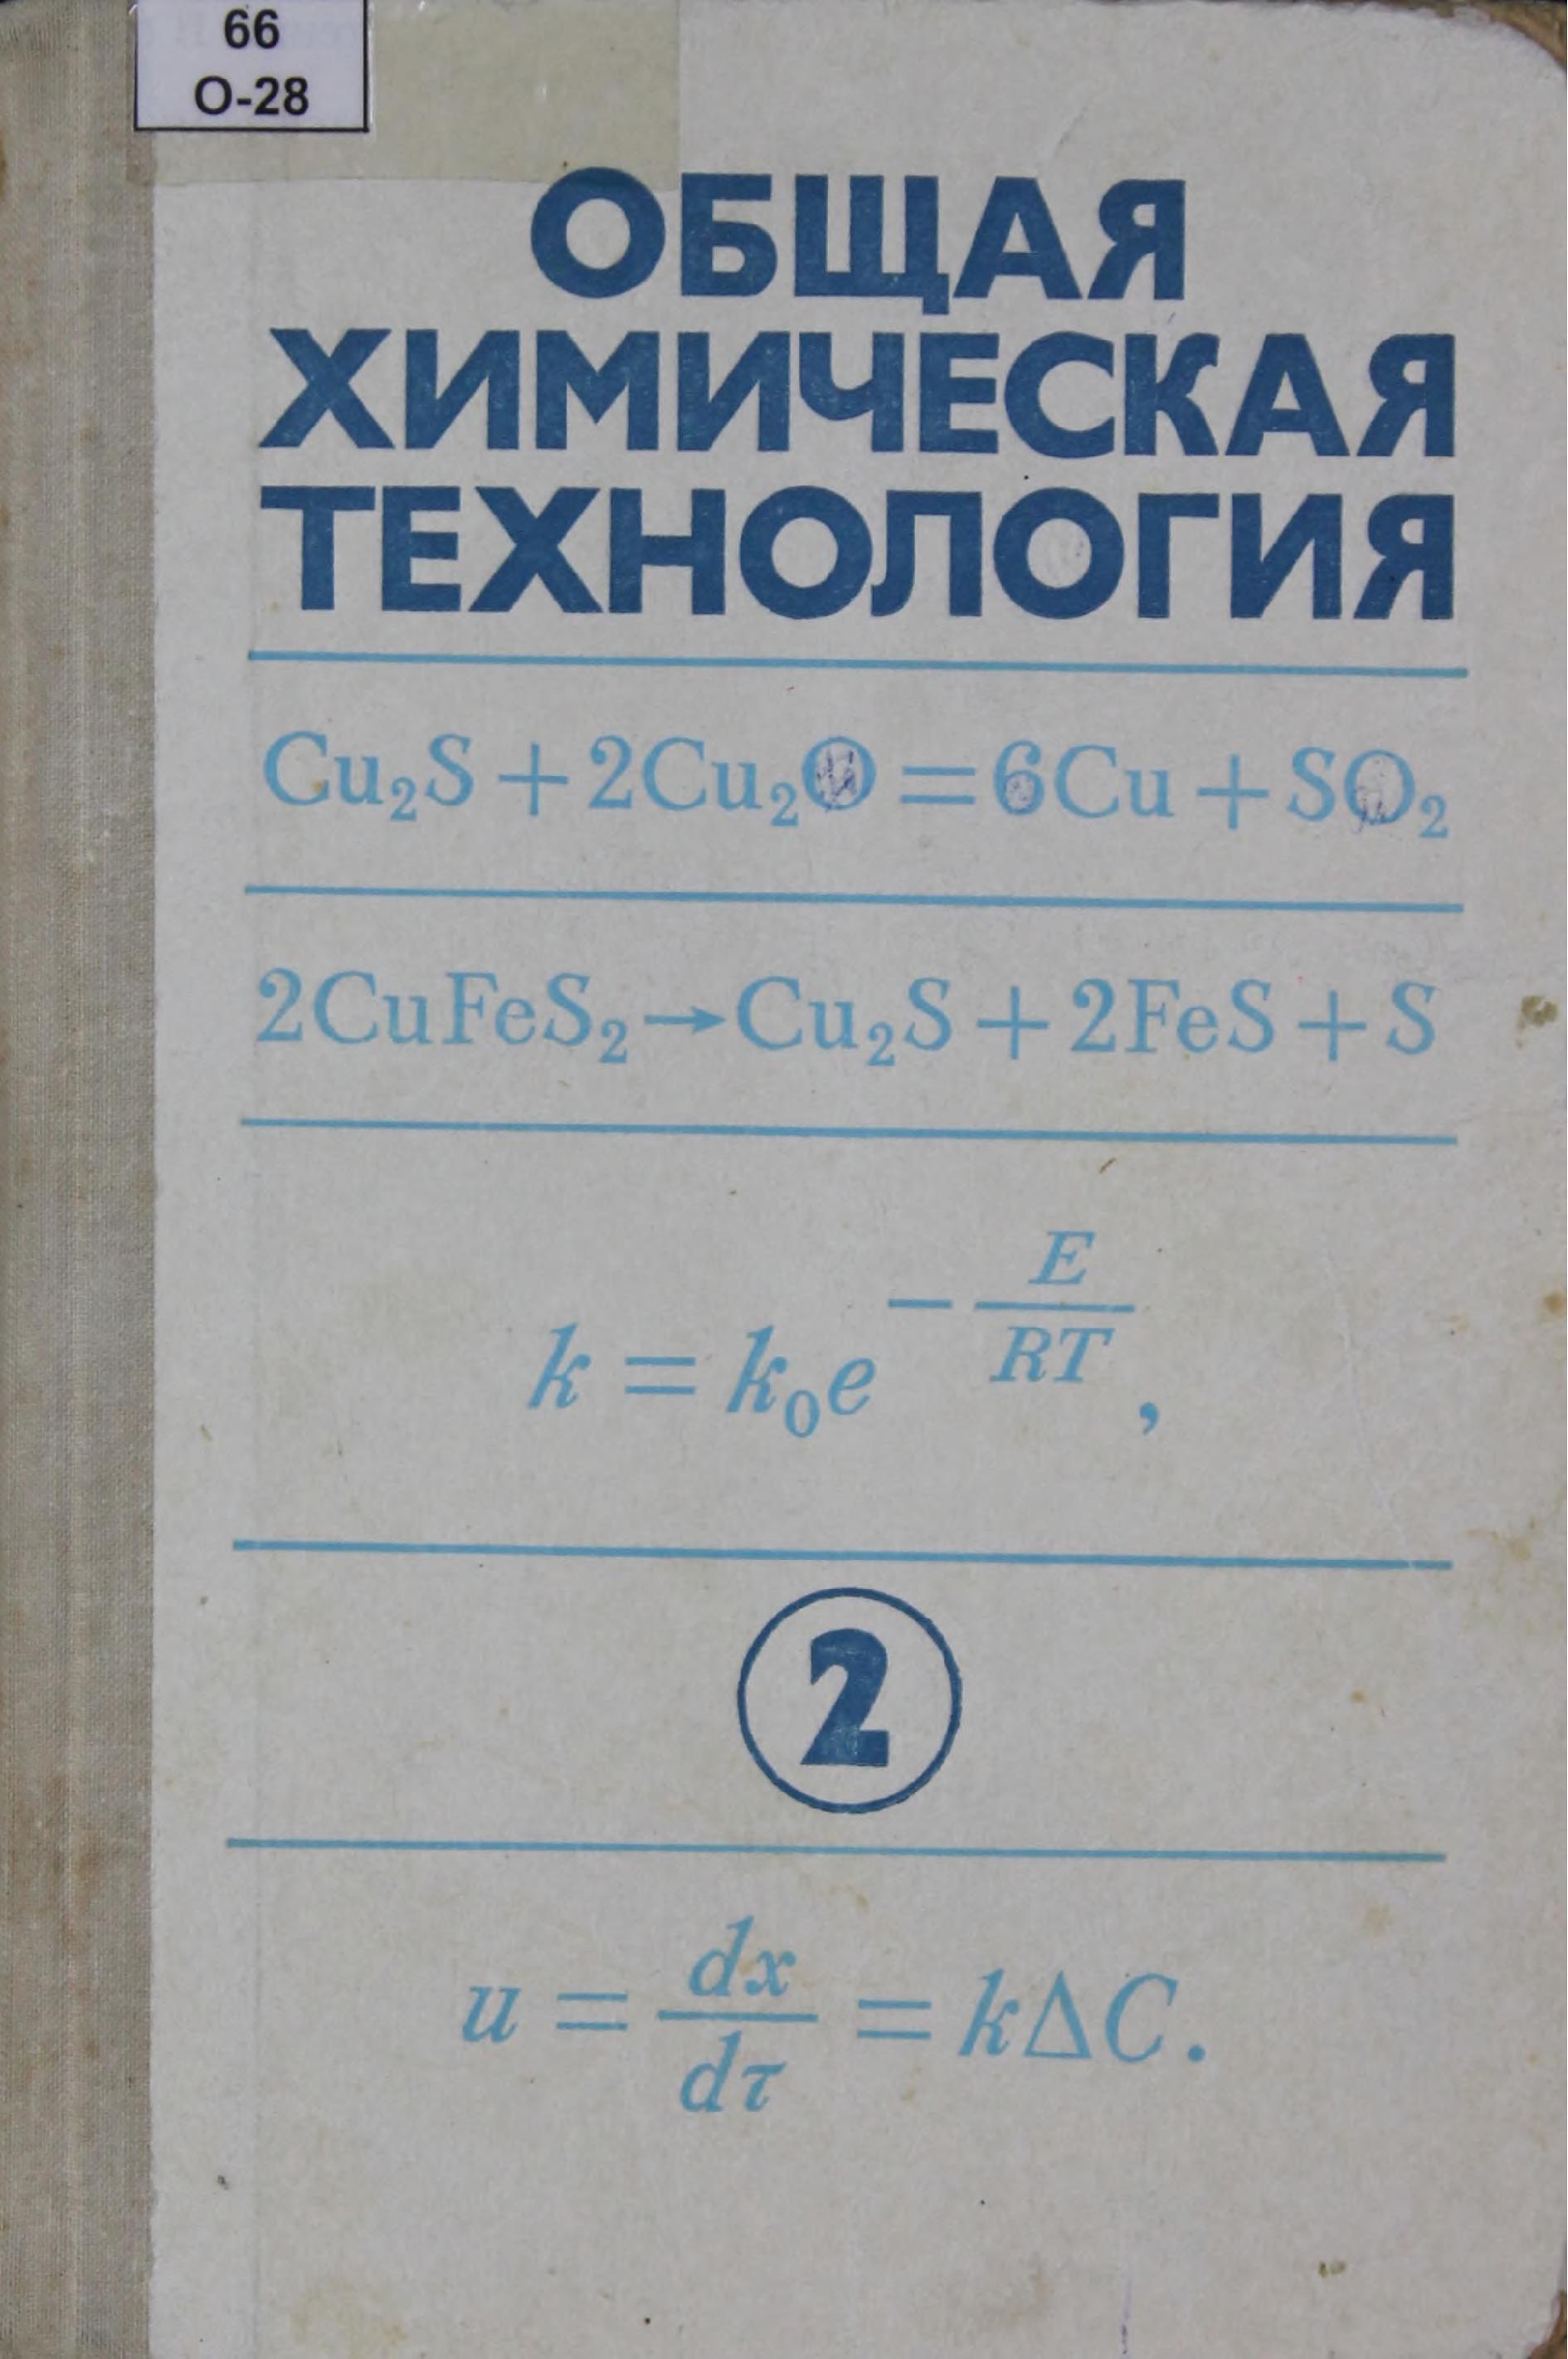 66
О-28
ОБЩАЯ
ХИМИЧЕСКАЯ
ТЕХНОЛОГИЯ
Cu₂S + 2Cu₂O = 6Cu + SO₂
2CuFeS₂ → Cu₂S + 2FeS + S
k = k₀e^(−E/RT),
2
u = dx/dτ = kΔC.